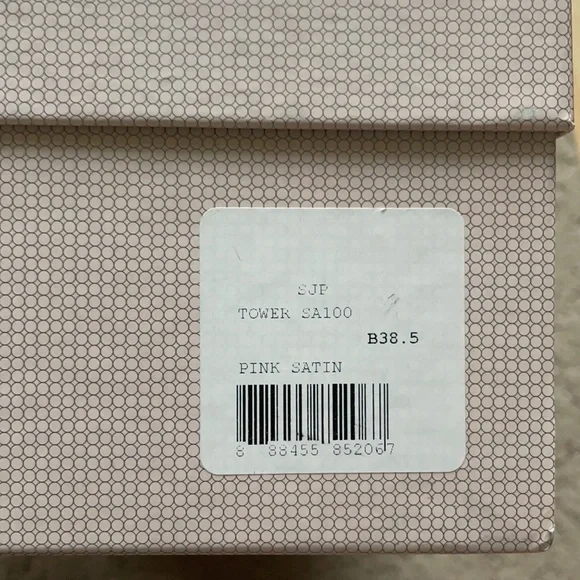 SJP
TOWER SA100
B38.5
PINK SATIN
8 88455 852067